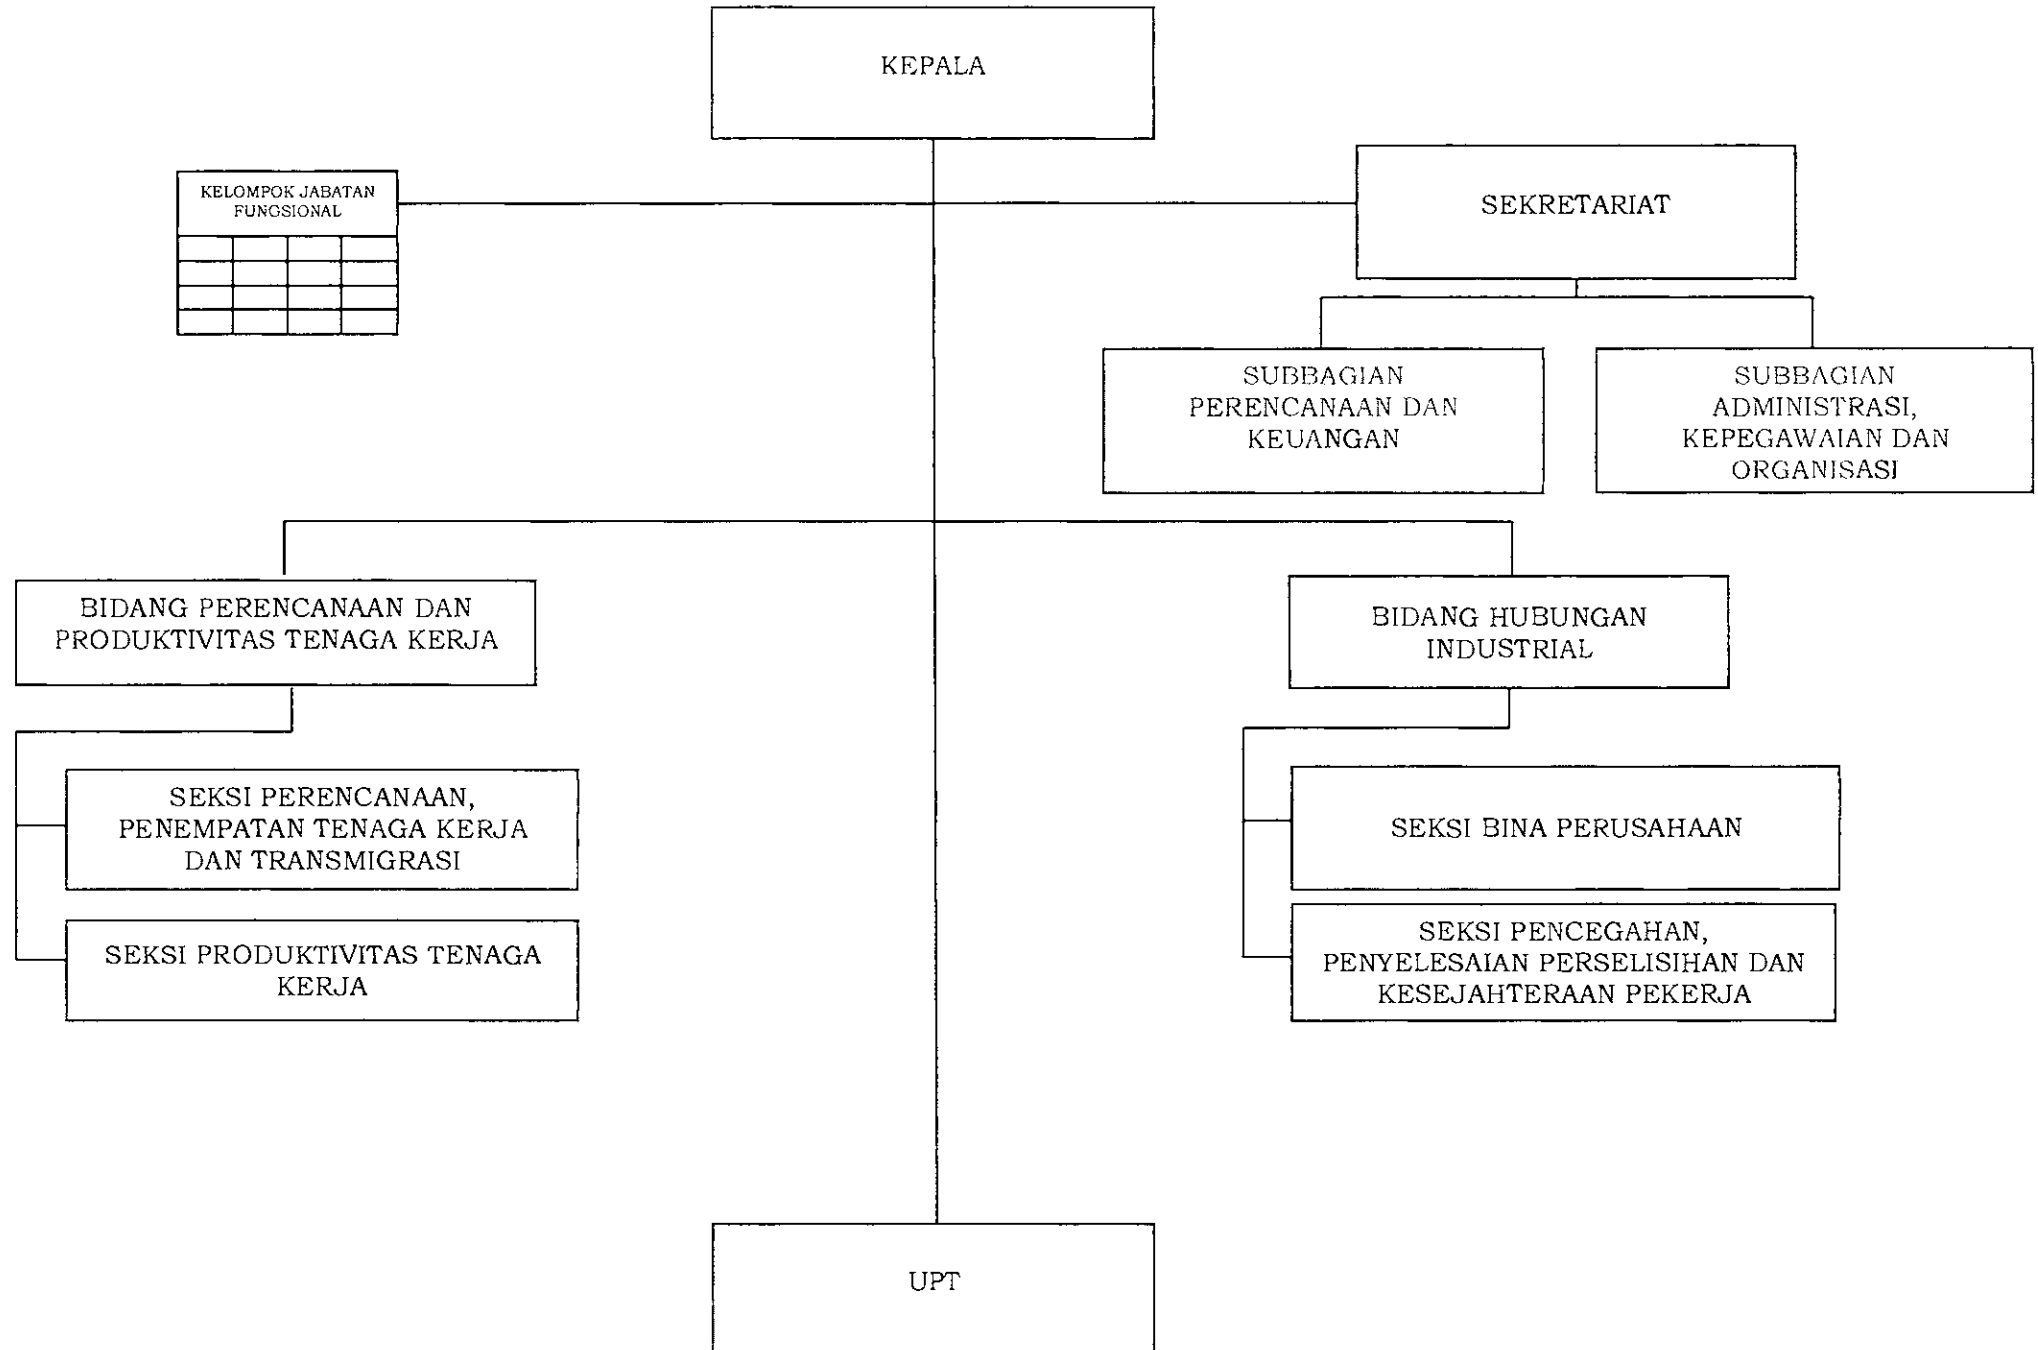 KEPALA
KELOMPOK JABATAN
FUNGSIONAL
SEKRETARIAT
SUBBAGIAN
PERENCANAAN DAN
KEUANGAN
SUBBAGIAN
ADMINISTRASI,
KEPEGAWAIAN DAN
ORGANISASI
BIDANG PERENCANAAN DAN
PRODUKTIVITAS TENAGA KERJA
BIDANG HUBUNGAN
INDUSTRIAL
SEKSI PERENCANAAN,
PENEMPATAN TENAGA KERJA
DAN TRANSMIGRASI
SEKSI PRODUKTIVITAS TENAGA
KERJA
SEKSI BINA PERUSAHAAN
SEKSI PENCEGAHAN,
PENYELESAIAN PERSELISIHAN DAN
KESEJAHTERAAN PEKERJA
UPT